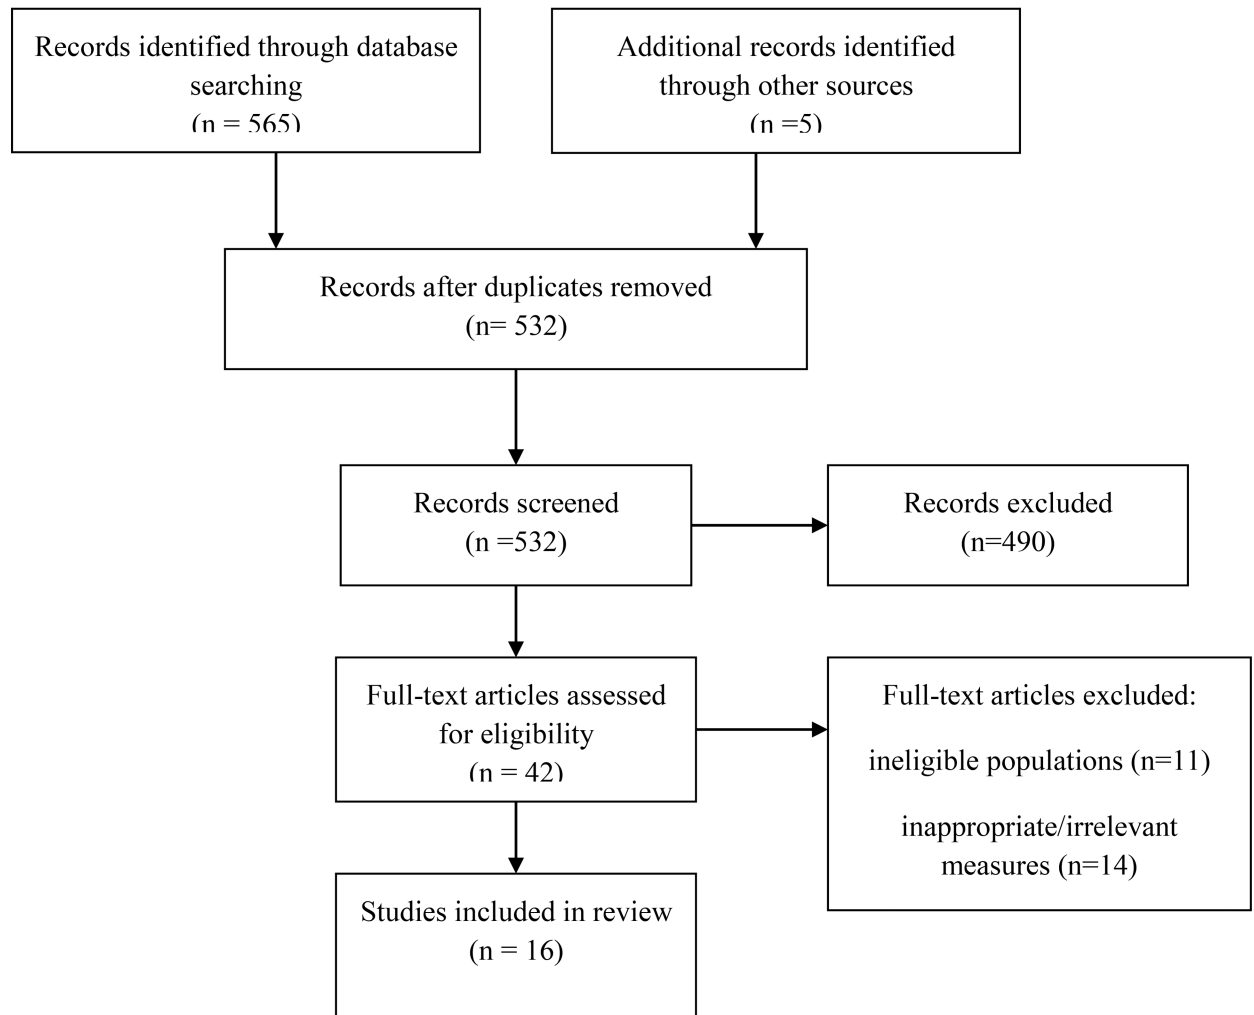 Records identified through database
searching
(n = 565)
Additional records identified
through other sources
(n =5)
Records after duplicates removed
(n= 532)
Records screened
(n =532)
Records excluded
(n=490)
Full-text articles assessed
for eligibility
(n = 42)
Full-text articles excluded:
ineligible populations (n=11)
inappropriate/irrelevant
measures (n=14)
Studies included in review
(n = 16)